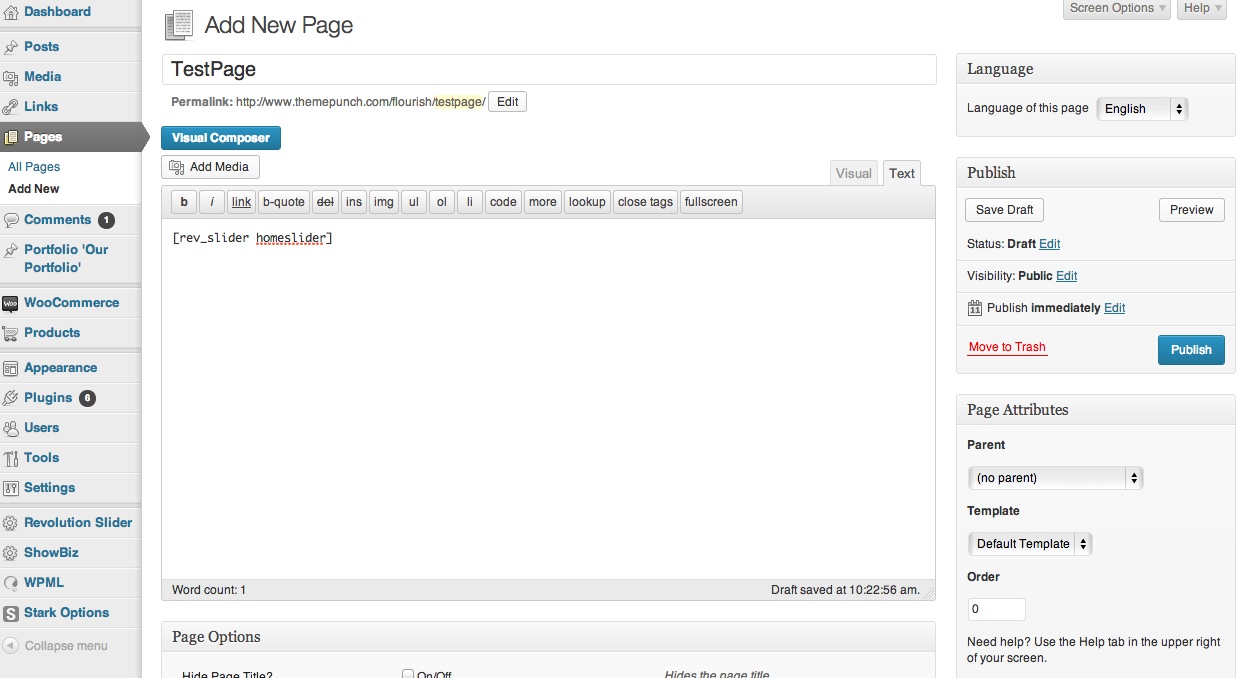 Dashboard
Posts
Media
Links
Pages
All Pages
Add New
Comments 1
Portfolio 'Our
Portfolio'
WooCommerce
Products
Appearance
Plugins 6
Users
Tools
Settings
Revolution Slider
ShowBiz
WPML
Stark Options
Collapse menu
Screen Options
Help
Add New Page
TestPage
Permalink: http://www.themepunch.com/flourish/testpage/ Edit
Visual Composer
Add Media
Visual Text
b i link b-quote del ins img ul ol li code more lookup close tags fullscreen
[rev_slider homeslider]
Word count: 1
Draft saved at 10:22:56 am.
Page Options
Hide Page Title? On/Off Hides the page title
Language
Language of this page English
Publish
Save Draft Preview
Status: Draft Edit
Visibility: Public Edit
11 Publish immediately Edit
Move to Trash Publish
Page Attributes
Parent
(no parent)
Template
Default Template
Order
0
Need help? Use the Help tab in the upper right
of your screen.